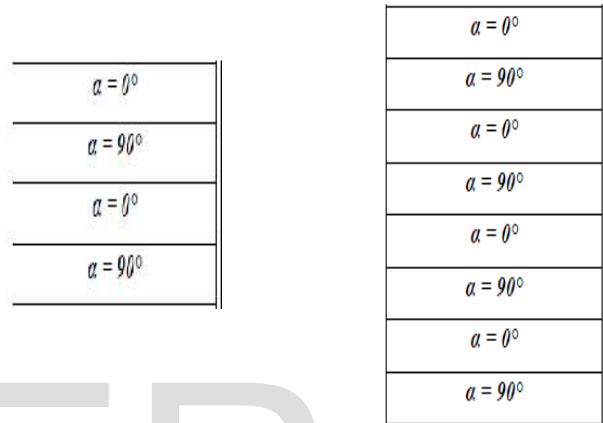 α = 0°
α = 90°
α = 0°
α = 90°
α = 0°
α = 90°
α = 0°
α = 90°
α = 0°
α = 90°
α = 0°
α = 90°